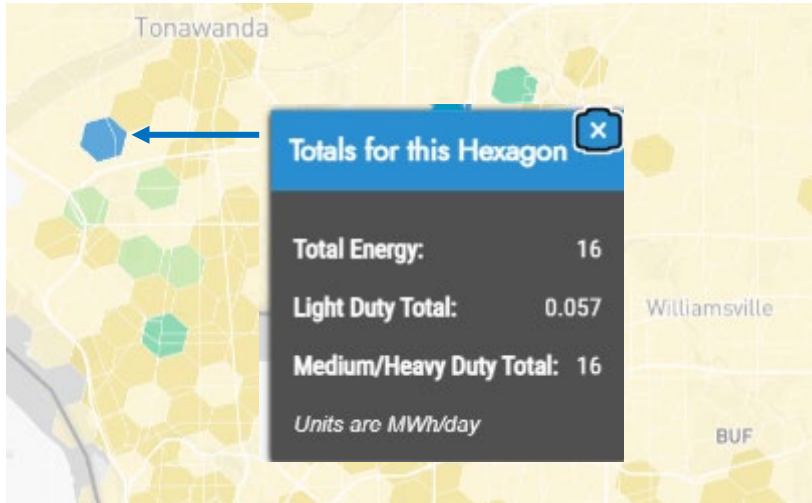 Tonawanda
Totals for this Hexagon ×
Total Energy: 16
Light Duty Total: 0.057
Medium/Heavy Duty Total: 16
Units are MWh/day
Williamsville
BUF